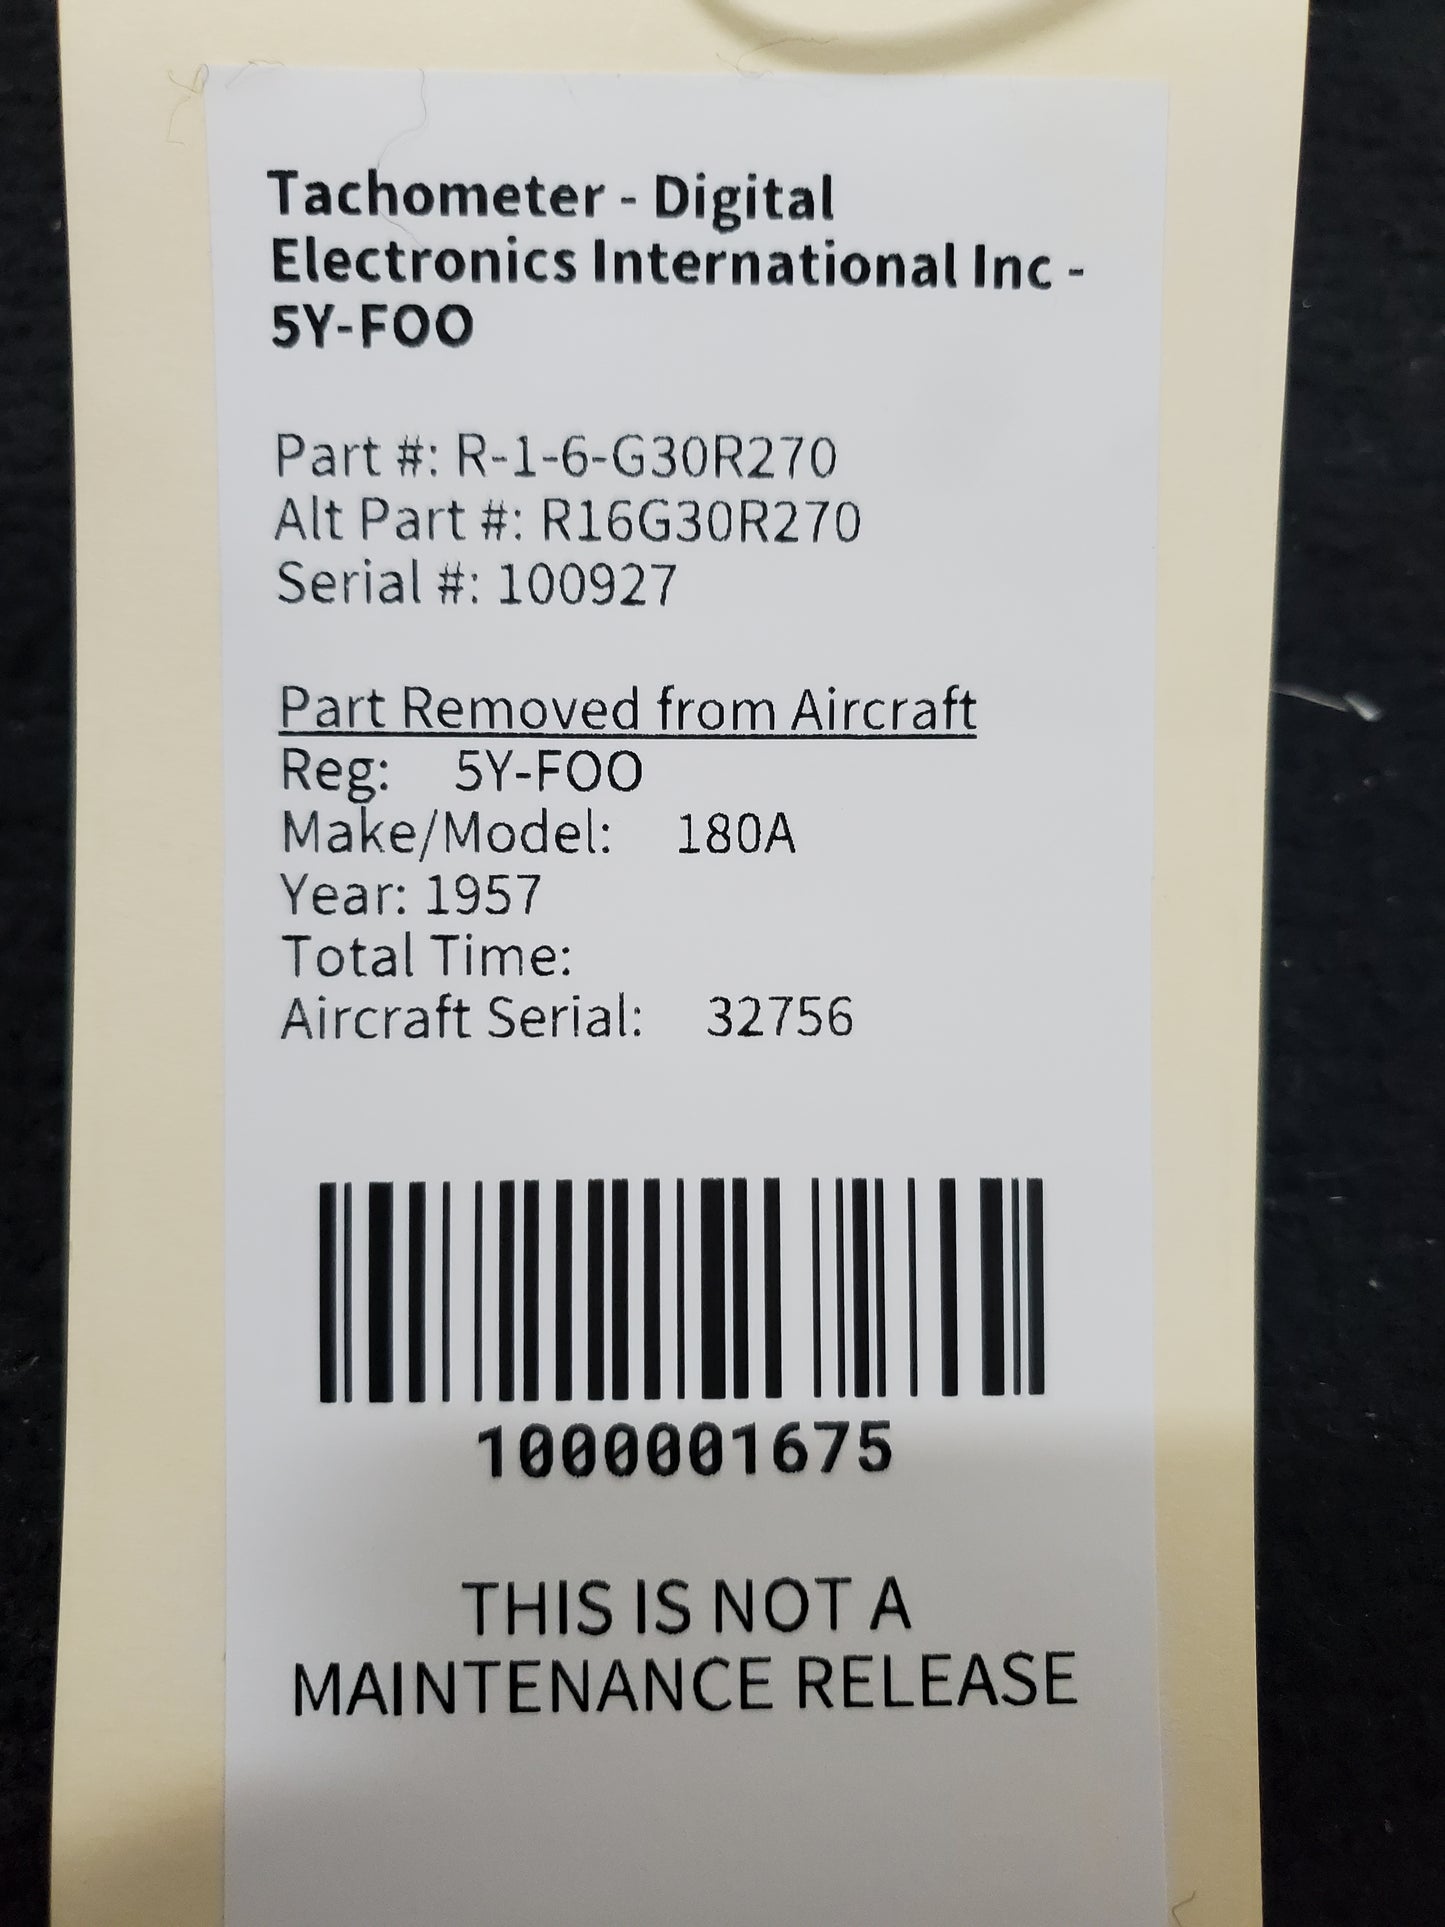 Tachometer - Digital
Electronics International Inc -
5Y-FOO
Part #: R-1-6-G30R270
Alt Part #: R16G30R270
Serial #: 100927
Part Removed from Aircraft
Reg: 5Y-FOO
Make/Model: 180A
Year: 1957
Total Time:
Aircraft Serial: 32756
1000001675
THIS IS NOT A
MAINTENANCE RELEASE